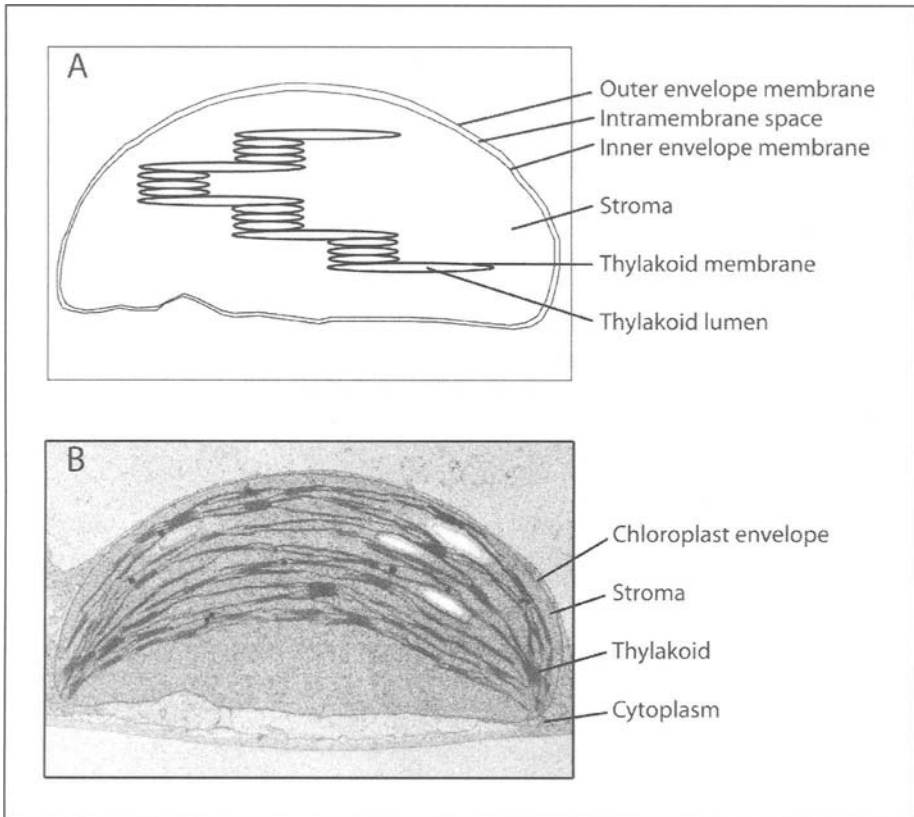 A
Outer envelope membrane
Intramembrane space
Inner envelope membrane
Stroma
Thylakoid membrane
Thylakoid lumen
B
Chloroplast envelope
Stroma
Thylakoid
Cytoplasm